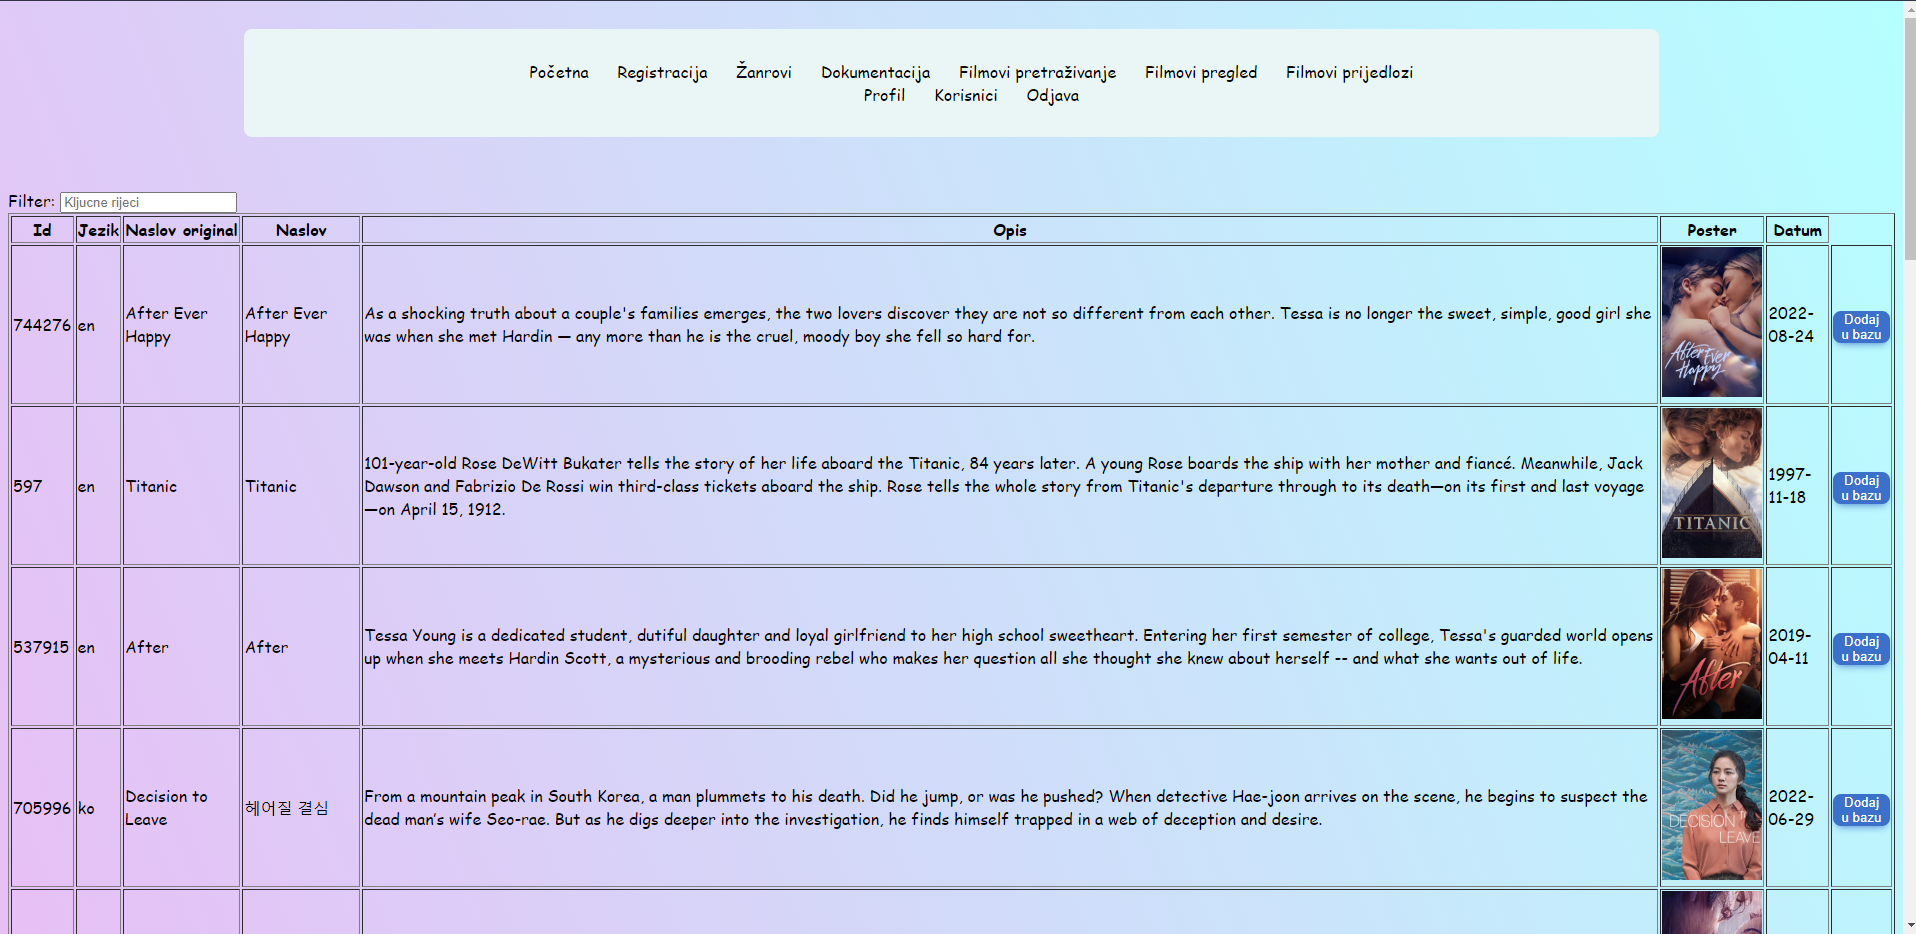 Početna Registracija Žanrovi Dokumentacija Filmovi pretraživanje Filmovi pregled Filmovi prijedlozi
Profil Korisnici Odjava
Filter: Kljucne rijeci
Id Jezik Naslov original Naslov Opis Poster Datum
744276
en
After Ever
Happy
After Ever
Happy
As a shocking truth about a couple's families emerges, the two lovers discover they are not so different from each other. Tessa is no longer the sweet, simple, good girl she
was when she met Hardin — any more than he is the cruel, moody boy she fell so hard for.
After Ever
Happy
2022-
08-24
Dodaj
u bazu
597
en
Titanic
Titanic
101-year-old Rose DeWitt Bukater tells the story of her life aboard the Titanic, 84 years later. A young Rose boards the ship with her mother and fiancé. Meanwhile, Jack
Dawson and Fabrizio De Rossi win third-class tickets aboard the ship. Rose tells the whole story from Titanic's departure through to its death—on its first and last voyage
—on April 15, 1912.
TITANIC
1997-
11-18
Dodaj
u bazu
537915
en
After
After
Tessa Young is a dedicated student, dutiful daughter and loyal girlfriend to her high school sweetheart. Entering her first semester of college, Tessa's guarded world opens
up when she meets Hardin Scott, a mysterious and brooding rebel who makes her question all she thought she knew about herself -- and what she wants out of life.
After
2019-
04-11
Dodaj
u bazu
705996
ko
Decision to
Leave
헤어질 결심
From a mountain peak in South Korea, a man plummets to his death. Did he jump, or was he pushed? When detective Hae-joon arrives on the scene, he begins to suspect the
dead man’s wife Seo-rae. But as he digs deeper into the investigation, he finds himself trapped in a web of deception and desire.
DECISION TO
LEAVE
2022-
06-29
Dodaj
u bazu